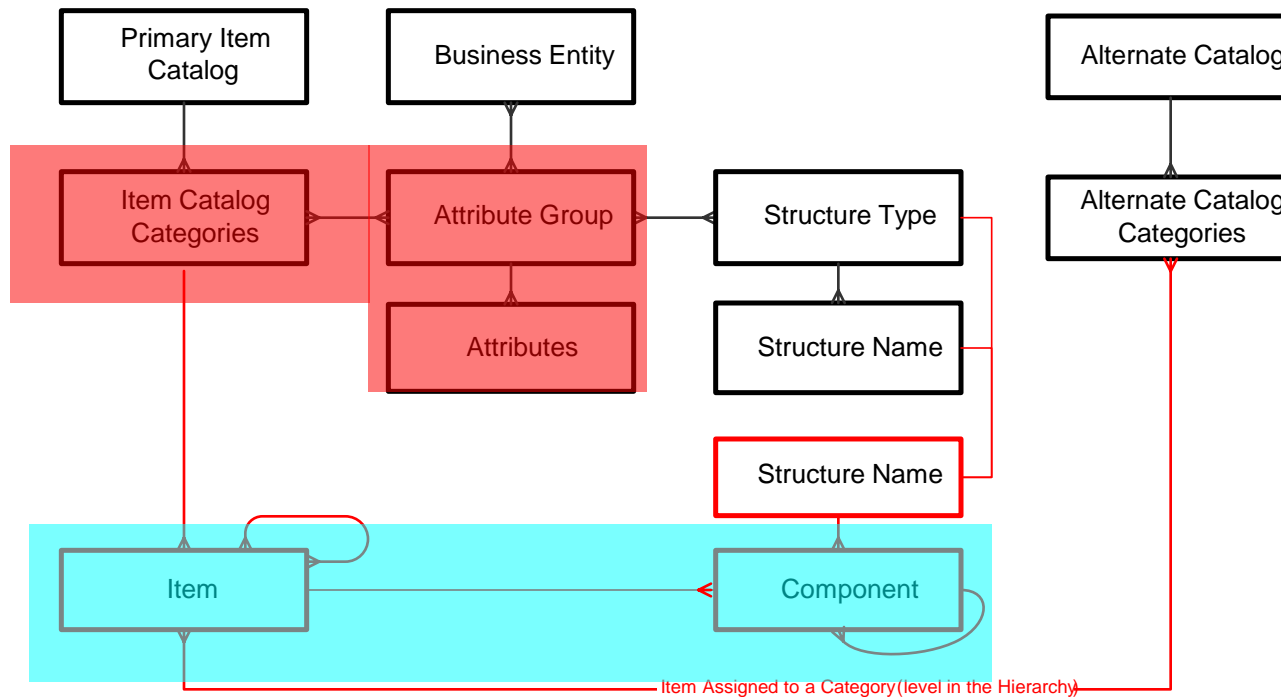 Primary Item
Catalog
Business Entity
Alternate Catalog
Item Catalog
Categories
Attribute Group
Structure Type
Alternate Catalog
Categories
Attributes
Structure Name
Structure Name
Item
Component
Item Assigned to a Category(level in the Hierarchy)